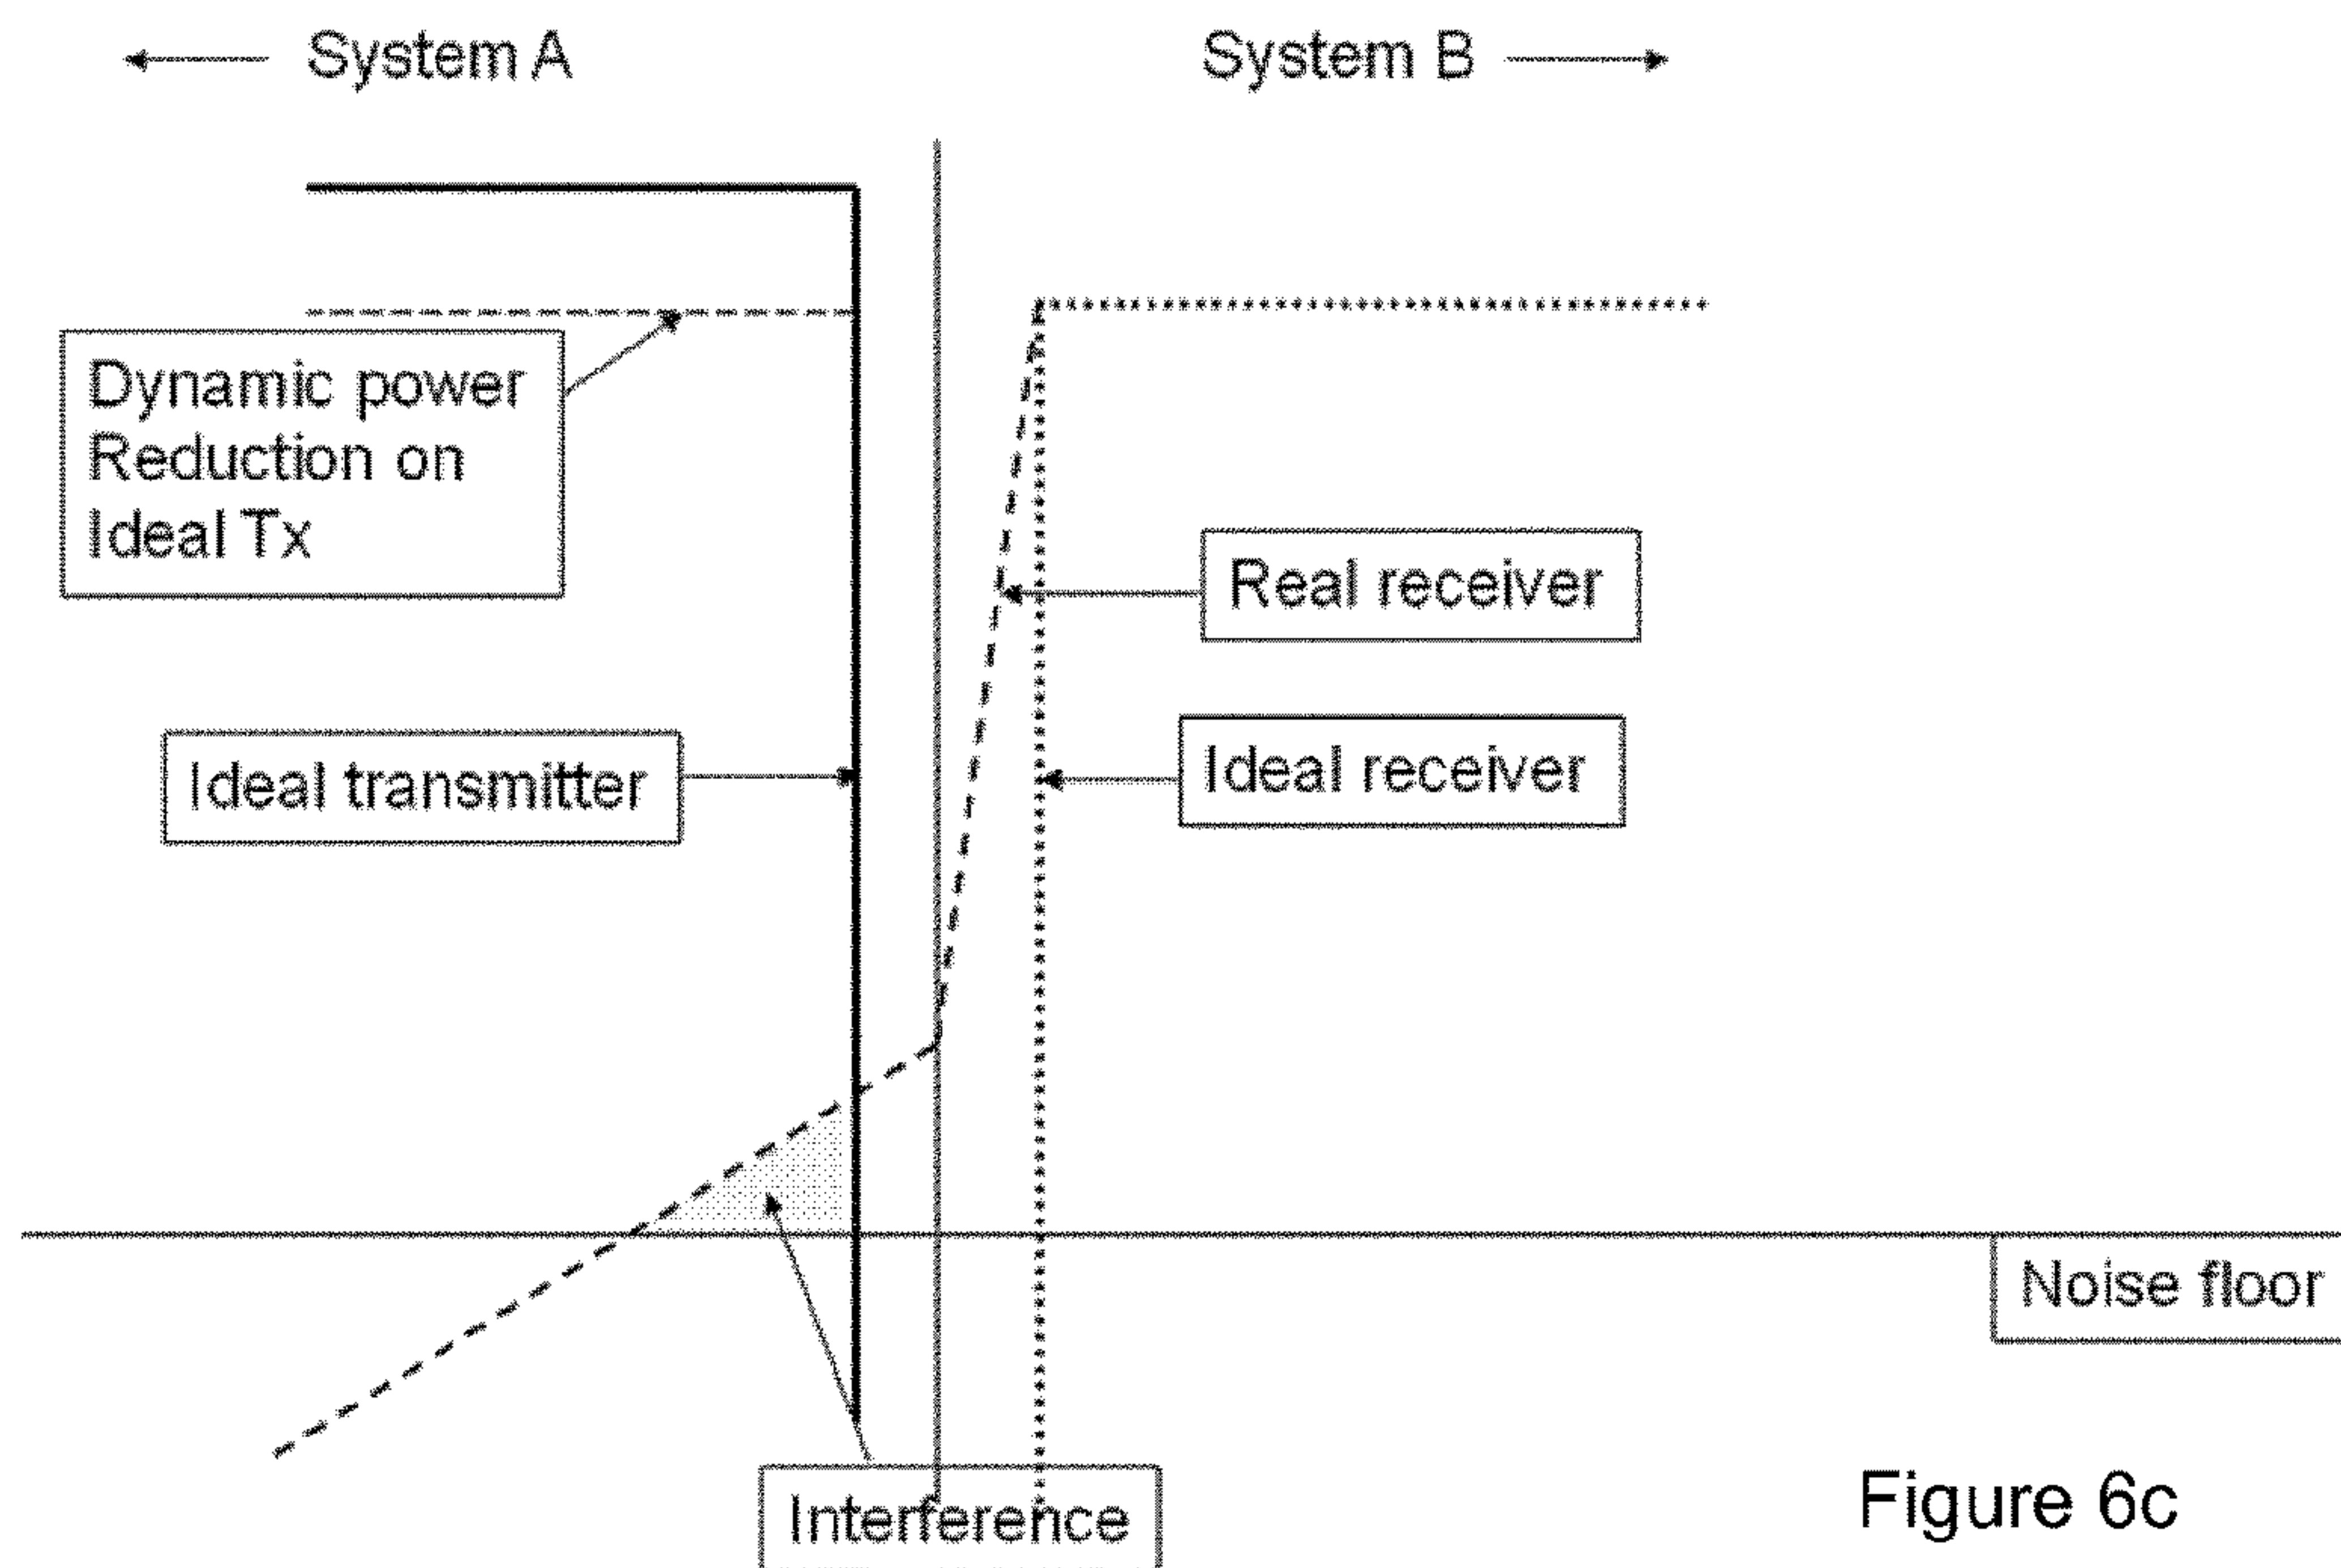 System A
System B
Dynamic power
Reduction on
Ideal Tx
Real receiver
Ideal transmitter
Ideal receiver
Noise floor
Interference
Figure 6c